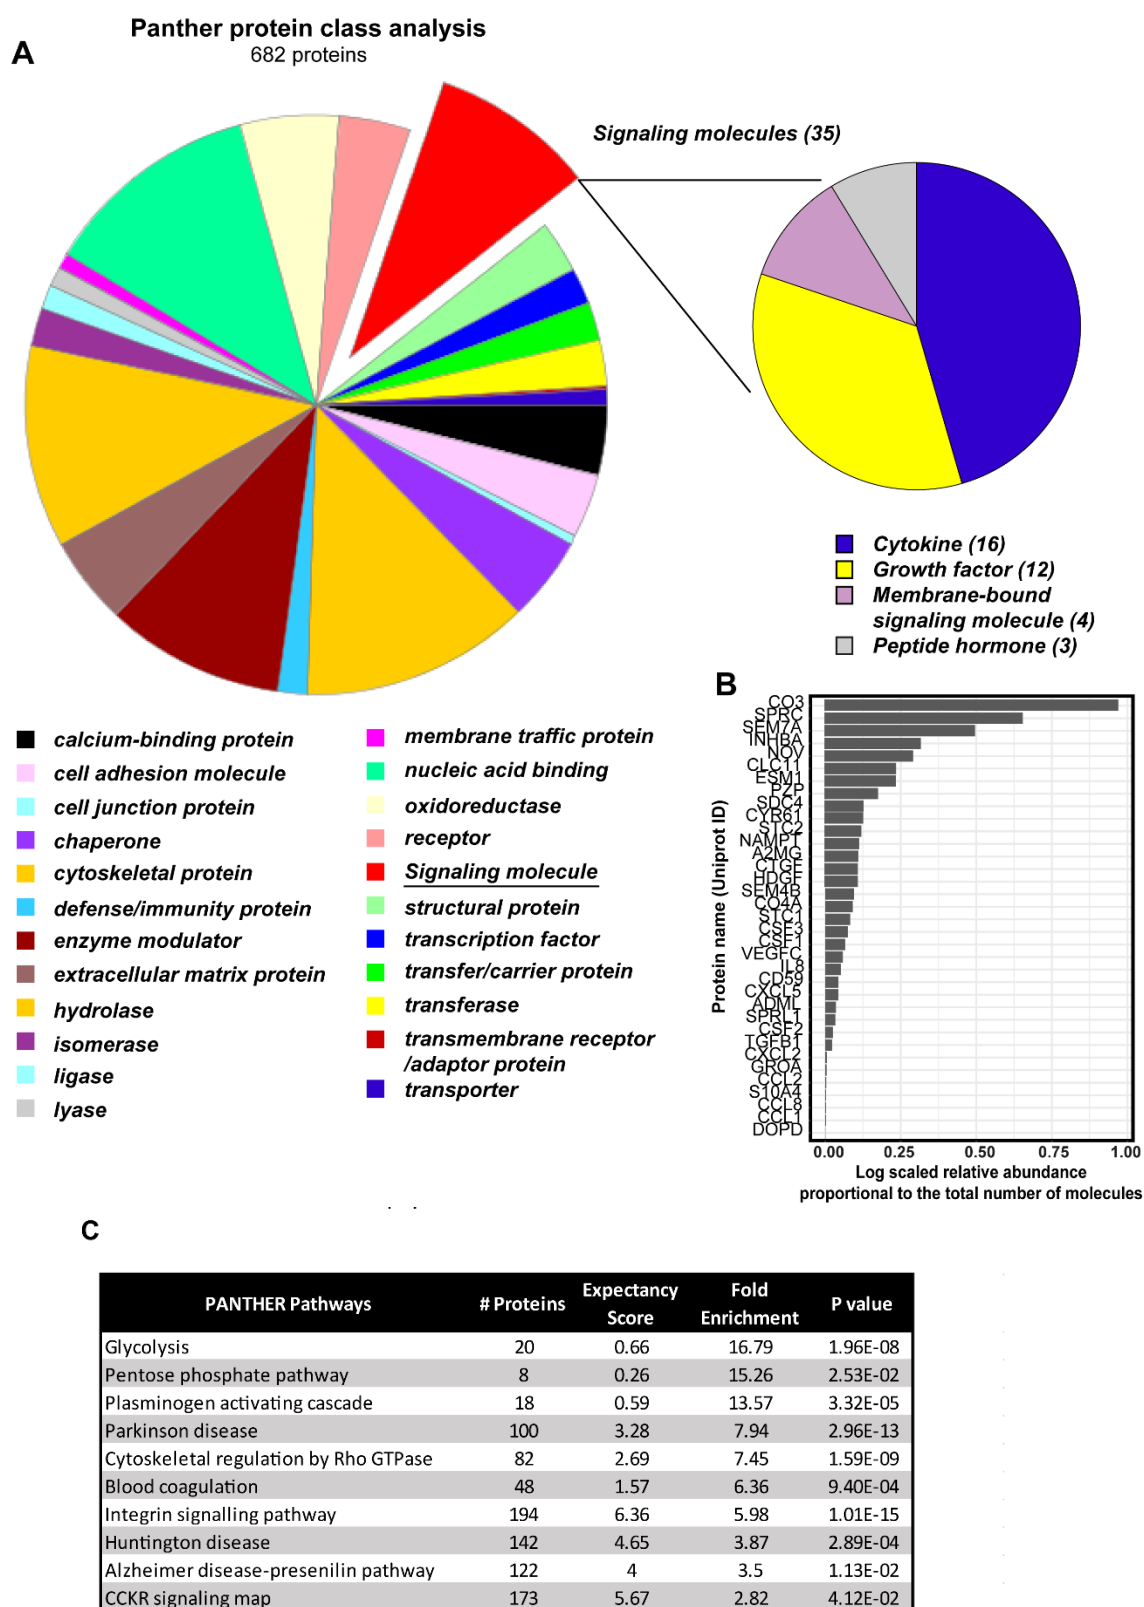 Panther protein class analysis
682 proteins
A
Signaling molecules (35)
Cytokine (16)
Growth factor (12)
Membrane-bound
signaling molecule (4)
Peptide hormone (3)
calcium-binding protein
cell adhesion molecule
cell junction protein
chaperone
cytoskeletal protein
defense/immunity protein
enzyme modulator
extracellular matrix protein
hydrolase
isomerase
ligase
lyase
membrane traffic protein
nucleic acid binding
oxidoreductase
receptor
Signaling molecule
structural protein
transcription factor
transfer/carrier protein
transferase
transmembrane receptor
/adaptor protein
transporter
B
Protein name (Uniprot ID)
CO3
SPRC
SEM7A
INHBA
NOV
CLC11
ESM1
PZP
SDC4
CYR61
STC2
NAMPT
A2MG
CTGF
HDGF
SEM4B
CO4A
STC1
CSF3
CSF1
VEGFC
IL8
CD59
CXCL5
ADML
SPRL1
CSF2
TGFB1
CXCL2
GROA
CCL2
S10A4
CCL8
CCL1
DOPD
0.00 0.25 0.50 0.75 1.00
Log scaled relative abundance
proportional to the total number of molecules
C
PANTHER Pathways # Proteins Expectancy Score Fold Enrichment P value
Glycolysis 20 0.66 16.79 1.96E-08
Pentose phosphate pathway 8 0.26 15.26 2.53E-02
Plasminogen activating cascade 18 0.59 13.57 3.32E-05
Parkinson disease 100 3.28 7.94 2.96E-13
Cytoskeletal regulation by Rho GTPase 82 2.69 7.45 1.59E-09
Blood coagulation 48 1.57 6.36 9.40E-04
Integrin signalling pathway 194 6.36 5.98 1.01E-15
Huntington disease 142 4.65 3.87 2.89E-04
Alzheimer disease-presenilin pathway 122 4 3.5 1.13E-02
CCKR signaling map 173 5.67 2.82 4.12E-02